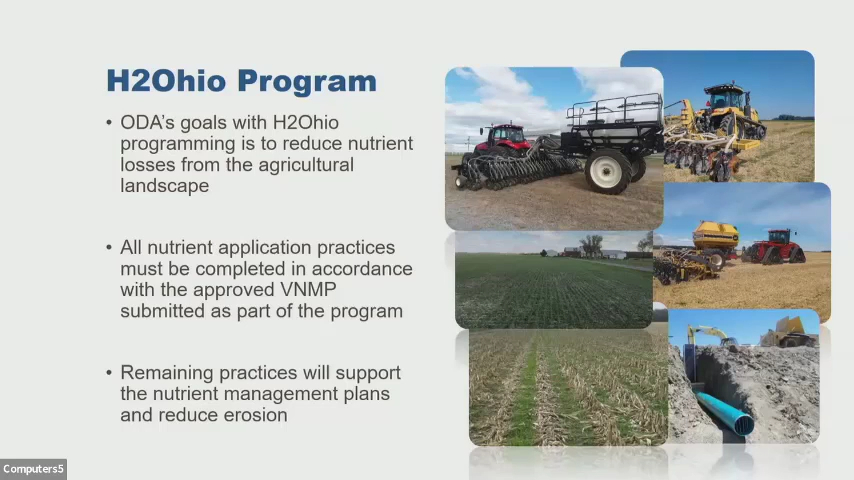 H2Ohio Program
• ODA's goals with H2Ohio
programming is to reduce nutrient
losses from the agricultural
landscape
• All nutrient application practices
must be completed in accordance
with the approved VNMP
submitted as part of the program
• Remaining practices will support
the nutrient management plans
and reduce erosion
Computers5